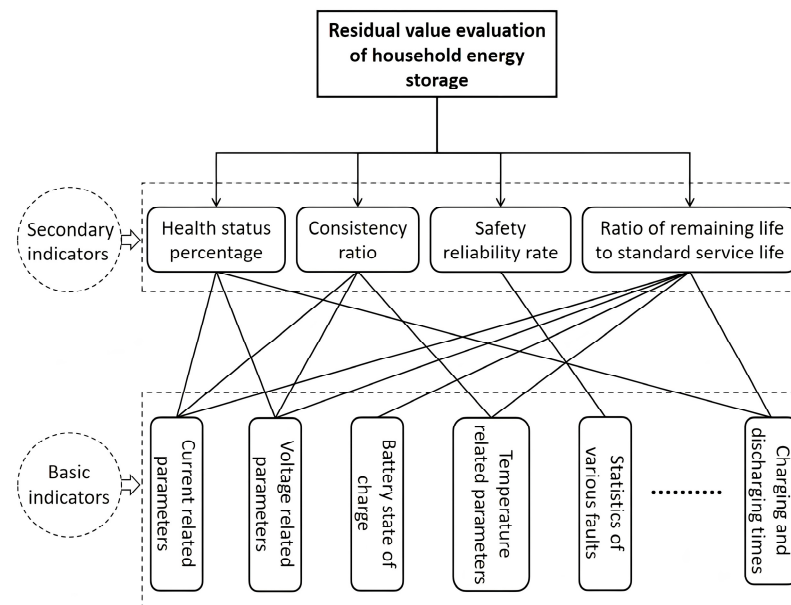 Residual value evaluation
of household energy
storage
Secondary
indicators
Health status
percentage
Consistency
ratio
Safety
reliability rate
Ratio of remaining life
to standard service life
Basic
indicators
Current related
parameters
Voltage related
parameters
Battery state of
charge
Temperature
related parameters
Statistics of
various faults
Charging and
discharging times